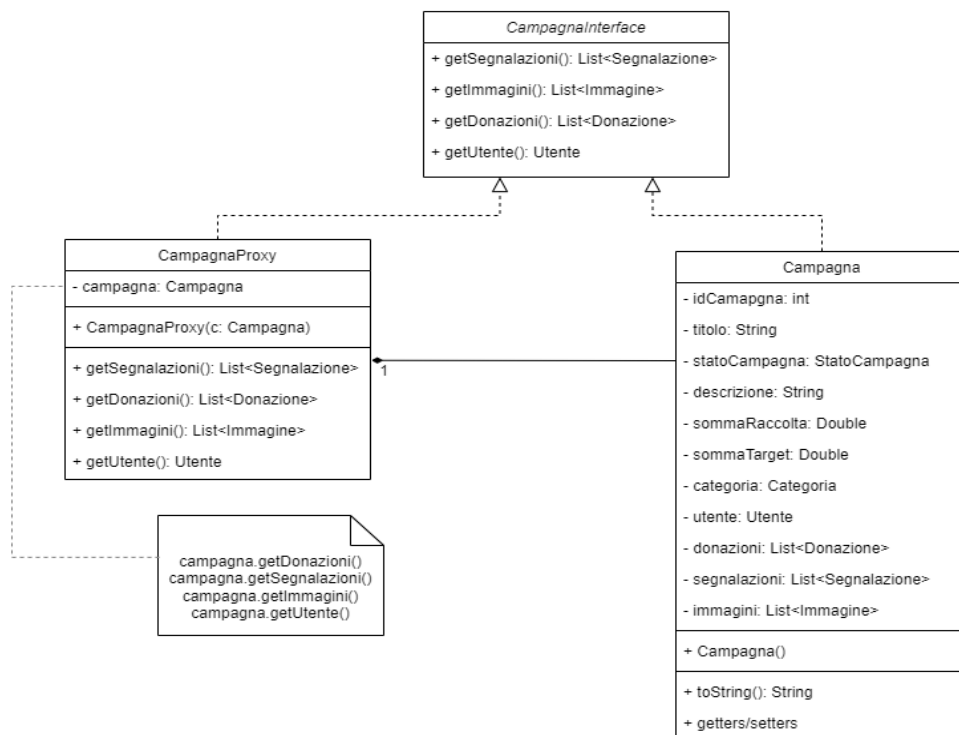 CampagnaInterface
+ getSegnalazioni(): List<Segnalazione>
+ getImmagini(): List<Immagine>
+ getDonazioni(): List<Donazione>
+ getUtente(): Utente
CampagnaProxy
- campagna: Campagna
+ CampagnaProxy(c: Campagna)
+ getSegnalazioni(): List<Segnalazione>
+ getDonazioni(): List<Donazione>
+ getImmagini(): List<Immagine>
+ getUtente(): Utente
1
campagna.getDonazioni()
campagna.getSegnalazioni()
campagna.getImmagini()
campagna.getUtente()
Campagna
- idCamapgna: int
- titolo: String
- statoCampagna: StatoCampagna
- descrizione: String
- sommaRaccolta: Double
- sommaTarget: Double
- categoria: Categoria
- utente: Utente
- donazioni: List<Donazione>
- segnalazioni: List<Segnalazione>
- immagini: List<Immagine>
+ Campagna()
+ toString(): String
+ getters/setters